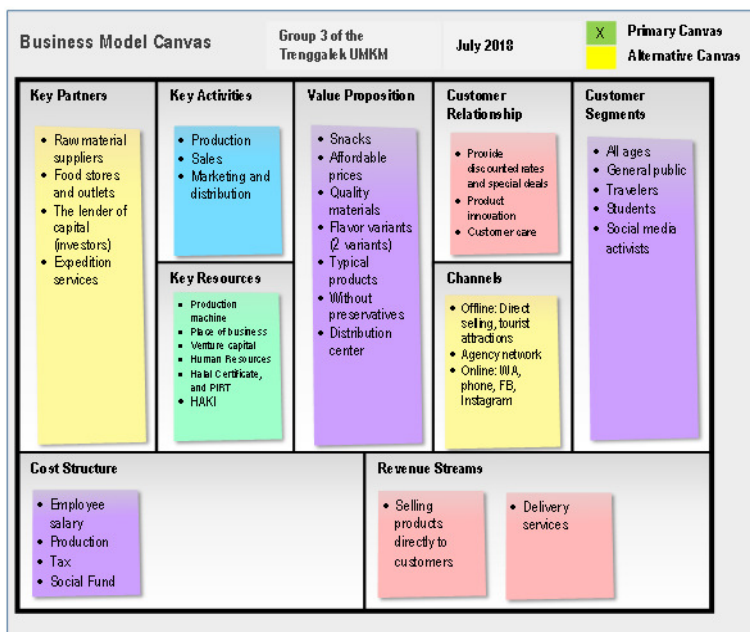 Business Model Canvas
Group 3 of the
Trenggalek UMKM
July 2018
X
Primary Canvas
Alternative Canvas
Key Partners
• Raw material
suppliers
• Food stores
and outlets
• The lender of
capital
(investors)
• Expedition
services
Key Activities
• Production
• Sales
• Marketing and
distribution
Key Resources
• Production
machine
• Place of business
• Venture capital
• Human Resources
• Halal Certificate,
and PIRT
• HAKI
Value Proposition
• Snacks
• Affordable
prices
• Quality
materials
• Flavor variants
(2 variants)
• Typical
products
• Without
preservatives
• Distribution
center
Customer
Relationship
• Provide
discounted rates
and special deals
• Product
innovation
• Customer care
Channels
• Offline: Direct
selling, tourist
attractions
• Agency network
• Online: WA,
phone, FB,
Instagram
Customer
Segments
• All ages
• General public
• Travelers
• Students
• Social media
activists
Cost Structure
• Employee
salary
• Production
• Tax
• Social Fund
Revenue Streams
• Selling
products
directly to
customers
• Delivery
services